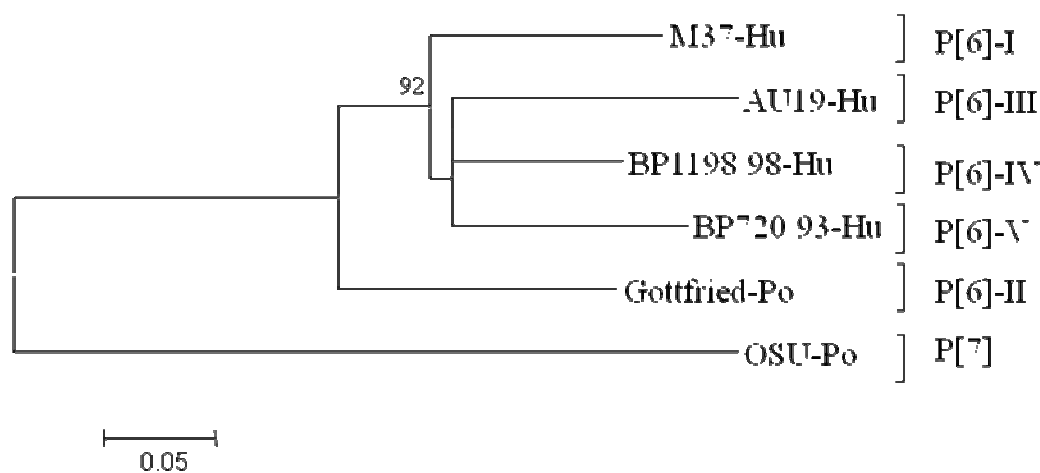 M37-Hu P[6]-I
92
AU19-Hu P[6]-III
BP1198 98-Hu P[6]-IV
BP720 93-Hu P[6]-V
Gottfried-Po P[6]-II
OSU-Po P[7]
0.05